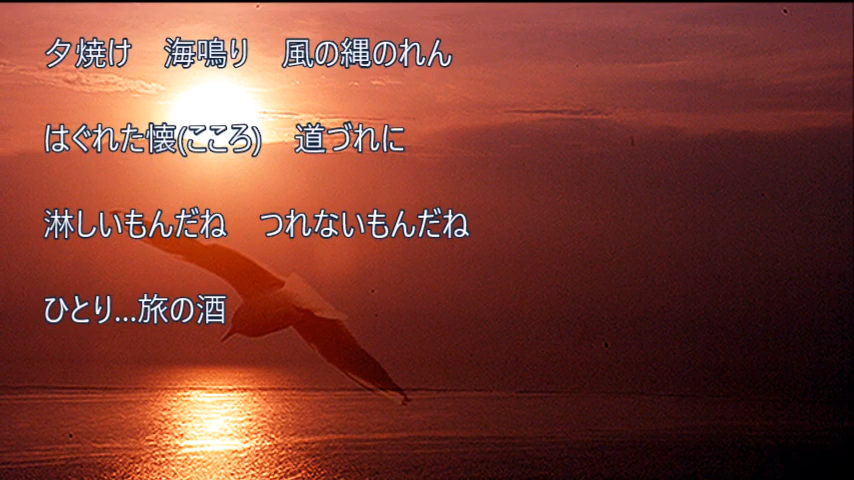 夕焼け　海鳴り　風の縄のれん
はぐれた懐(こころ)　道づれに
淋しいもんだね　つれないもんだね
ひとり…旅の酒